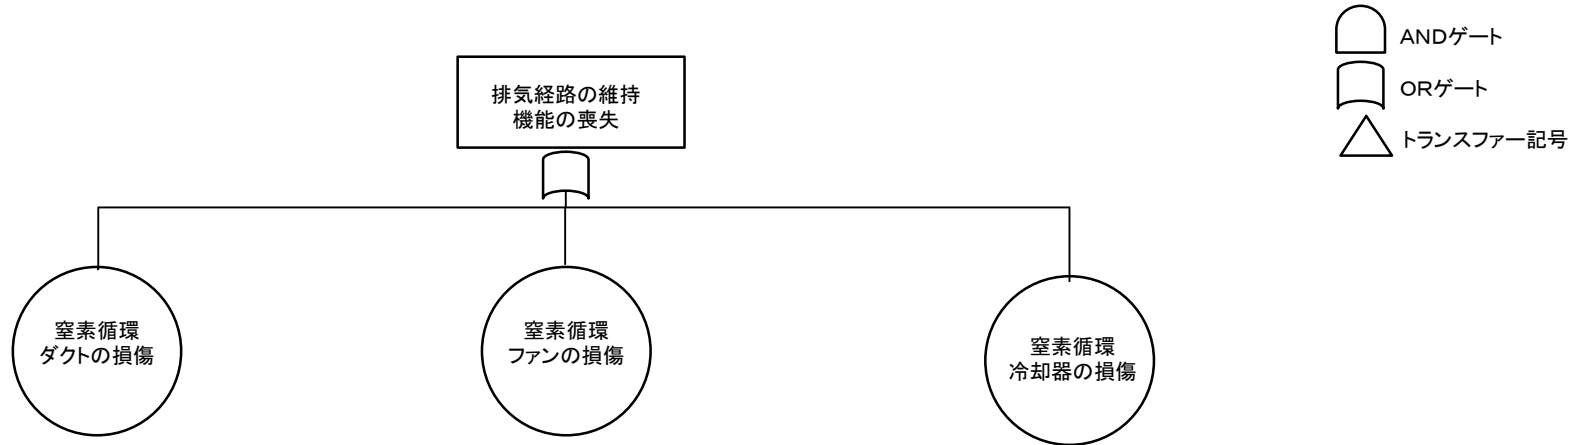 ANDゲート
ORゲート
トランスファー記号
排気経路の維持
機能の喪失
窒素循環
ダクトの損傷
窒素循環
ファンの損傷
窒素循環
冷却器の損傷